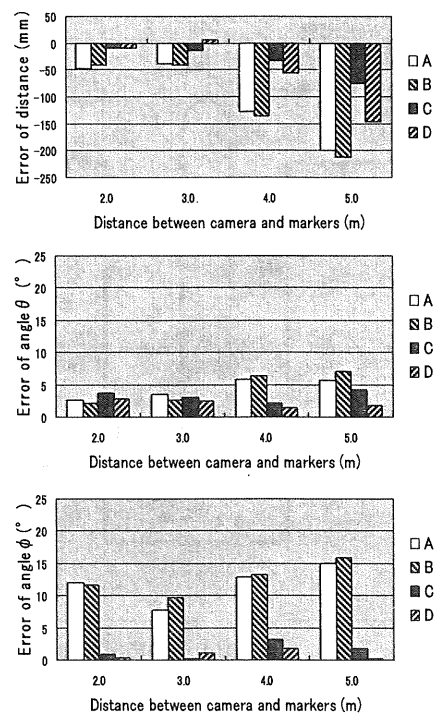 Error of distance (mm)
50
0
-50
-100
-150
-200
-250
2.0 3.0 4.0 5.0
Distance between camera and markers (m)
A
B
C
D
Error of angle θ (°)
25
20
15
10
5
0
2.0 3.0 4.0 5.0
Distance between camera and markers (m)
A
B
C
D
Error of angle ϕ (°)
25
20
15
10
5
0
2.0 3.0 4.0 5.0
Distance between camera and markers (m)
A
B
C
D